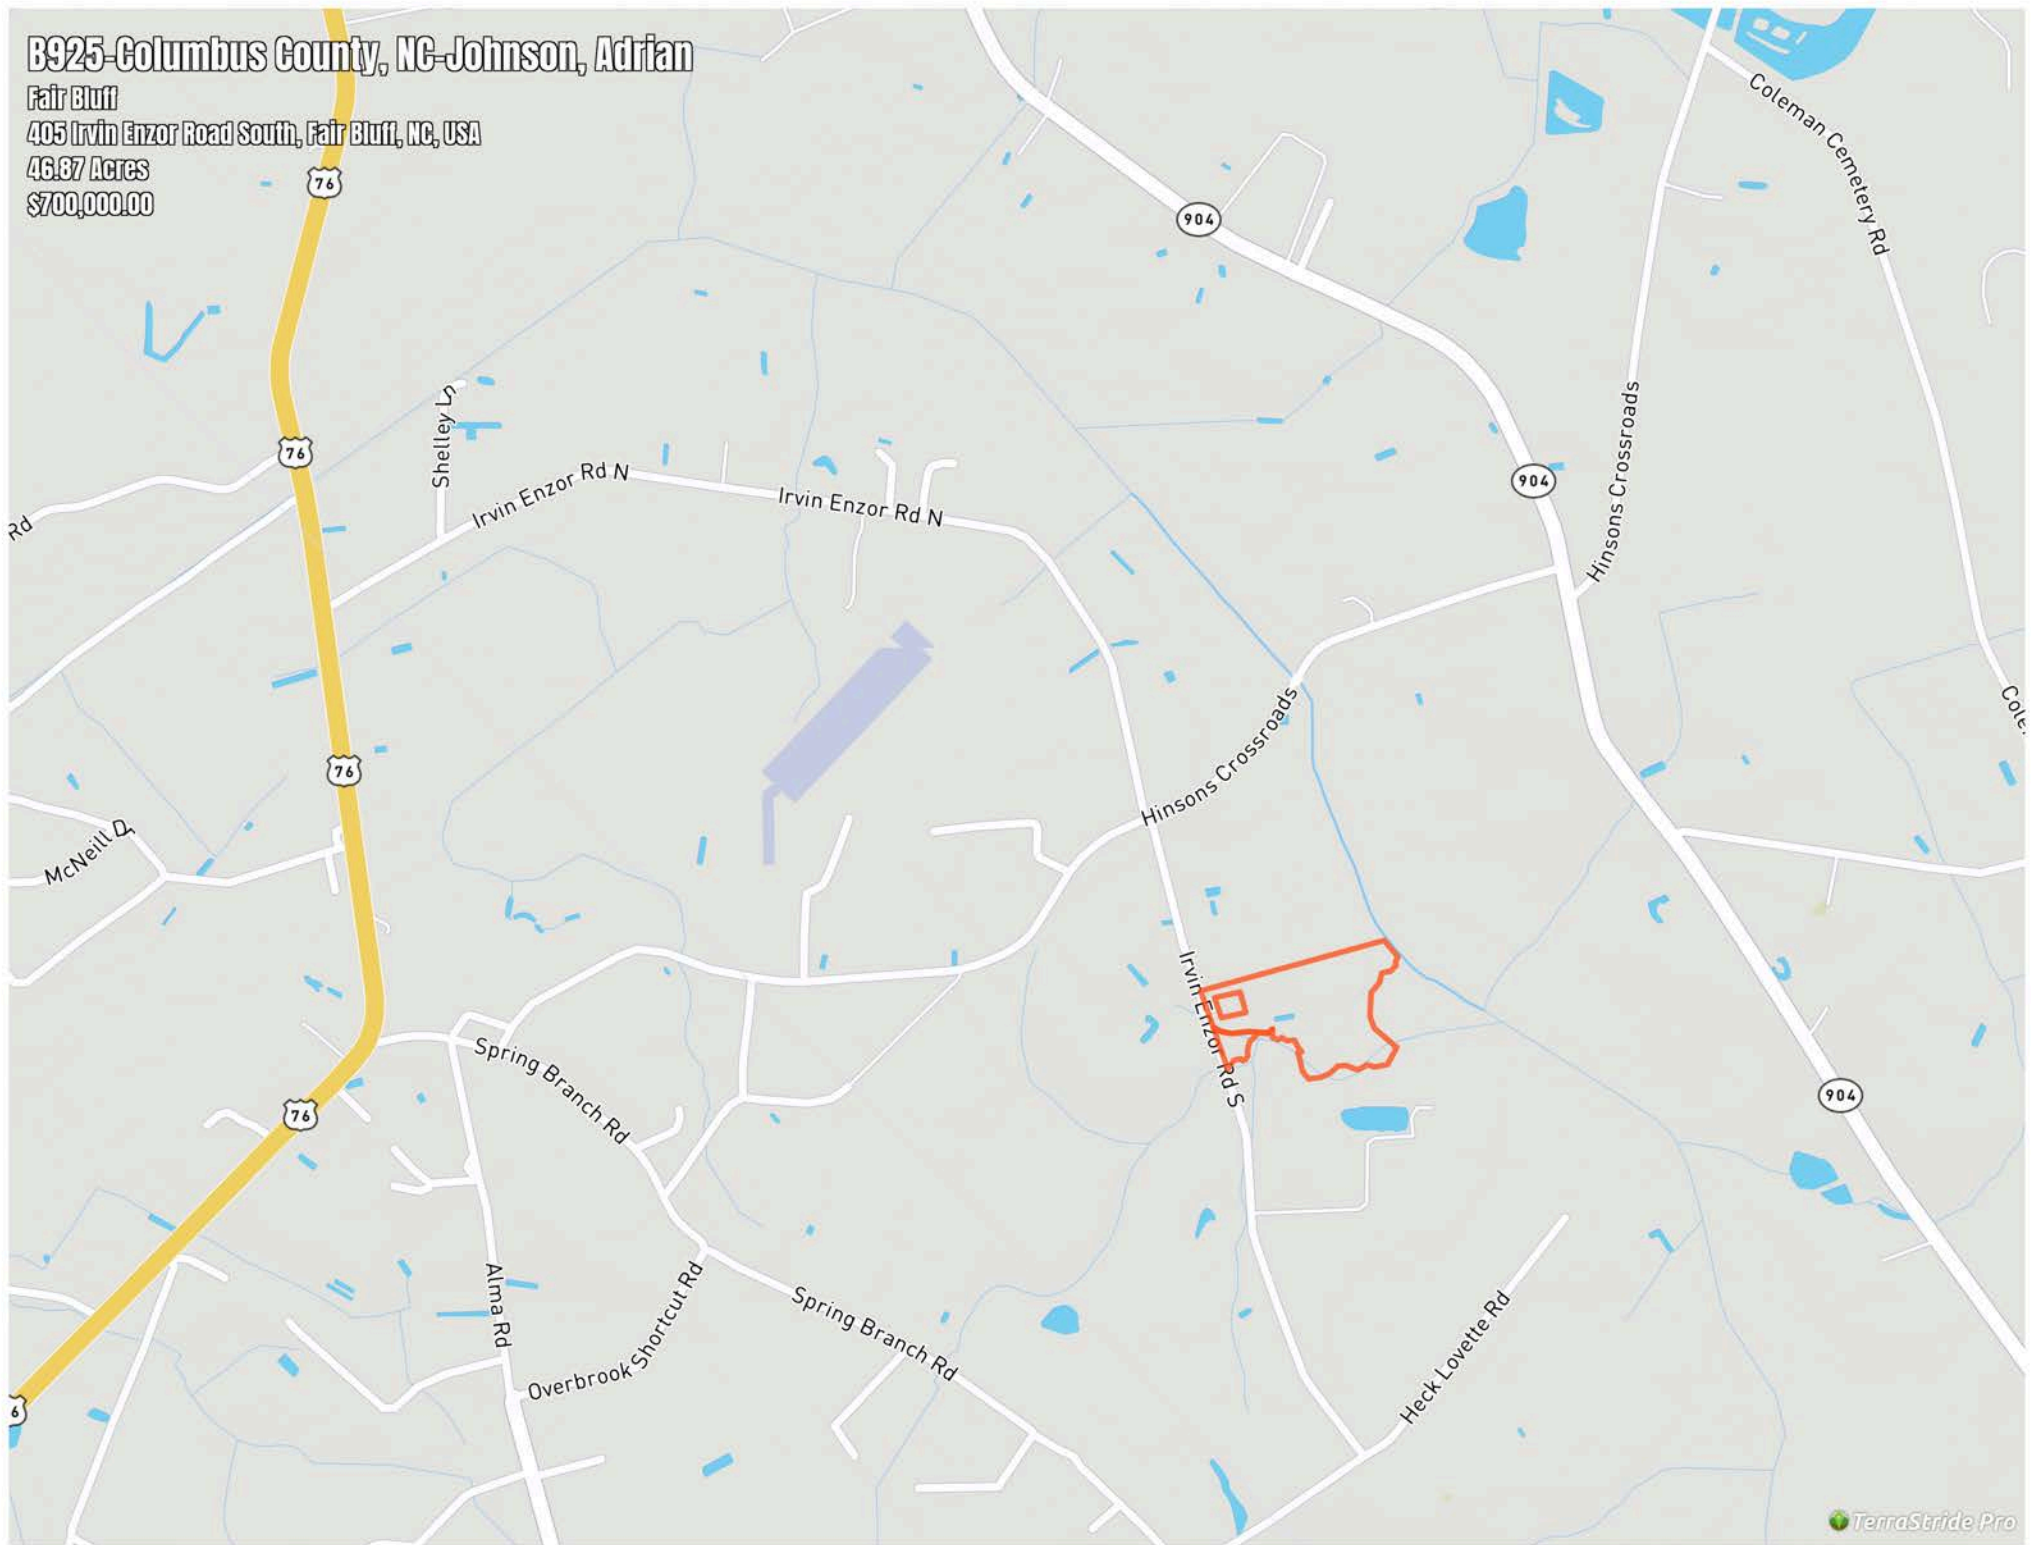 B925-Columbus County, NC-Johnson, Adrian
Fair Bluff
405 Irvin Enzor Road South, Fair Bluff, NC, USA
46.87 Acres
$700,000.00
76
904
Coleman Cemetery Rd
76
Shelley Ln
Irvin Enzor Rd N
Irvin Enzor Rd N
904
Hinsons Crossroads
Rd
Hinsons Crossroads
Cole
76
McNeill D
Irvin Enzor Rd S
Spring Branch Rd
76
904
Alma Rd
Overbrook Shortcut Rd
Spring Branch Rd
Heck Lovette Rd
6
TerraStride Pro